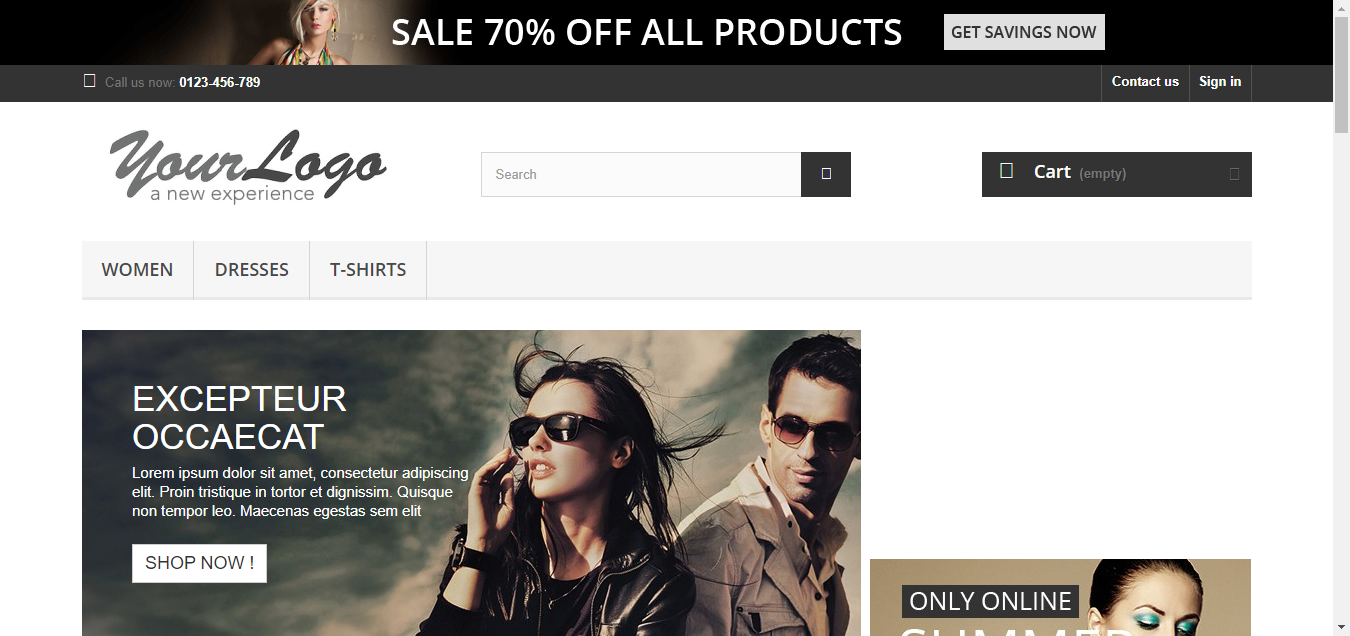 SALE 70% OFF ALL PRODUCTS GET SAVINGS NOW
Call us now: 0123-456-789 Contact us Sign in
YourLogo
a new experience
Search
Cart (empty)
WOMEN DRESSES T-SHIRTS
EXCEPTEUR
OCCAECAT
Lorem ipsum dolor sit amet, consectetur adipiscing
elit. Proin tristique in tortor et dignissim. Quisque
non tempor leo. Maecenas egestas sem elit
SHOP NOW !
ONLY ONLINE
SUMMER